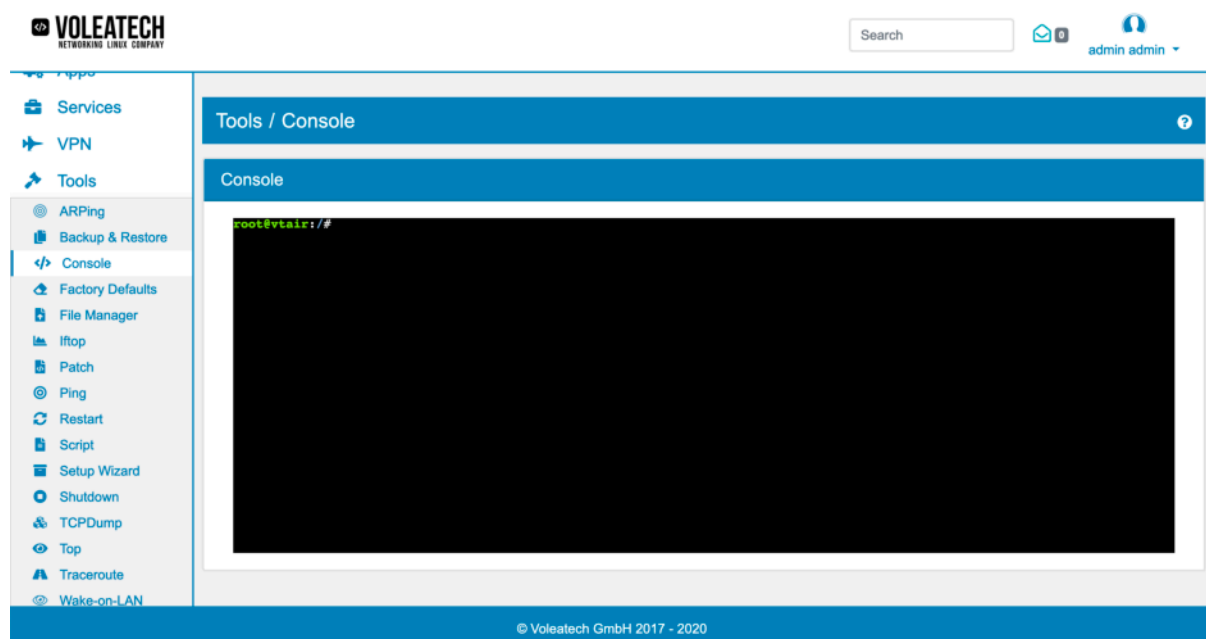 VOLEATECH
NETWORKING LINUX COMPANY
Search
0
admin admin
Apps
Services
VPN
Tools
ARPing
Backup & Restore
Console
Factory Defaults
File Manager
Iftop
Patch
Ping
Restart
Script
Setup Wizard
Shutdown
TCPDump
Top
Traceroute
Wake-on-LAN
Tools / Console
?
Console
root@vtair:/#
© Voleatech GmbH 2017 - 2020